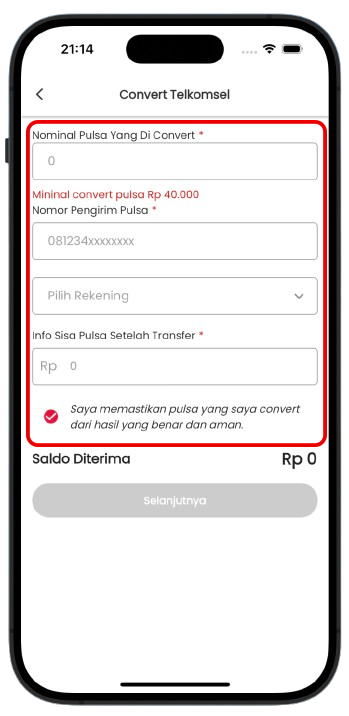 21:14
Convert Telkomsel
Nominal Pulsa Yang Di Convert *
0
Mininal convert pulsa Rp 40.000
Nomor Pengirim Pulsa *
081234xxxxxxxx
Pilih Rekening
Info Sisa Pulsa Setelah Transfer *
Rp 0
Saya memastikan pulsa yang saya convert
dari hasil yang benar dan aman.
Saldo Diterima Rp 0
Selanjutnya